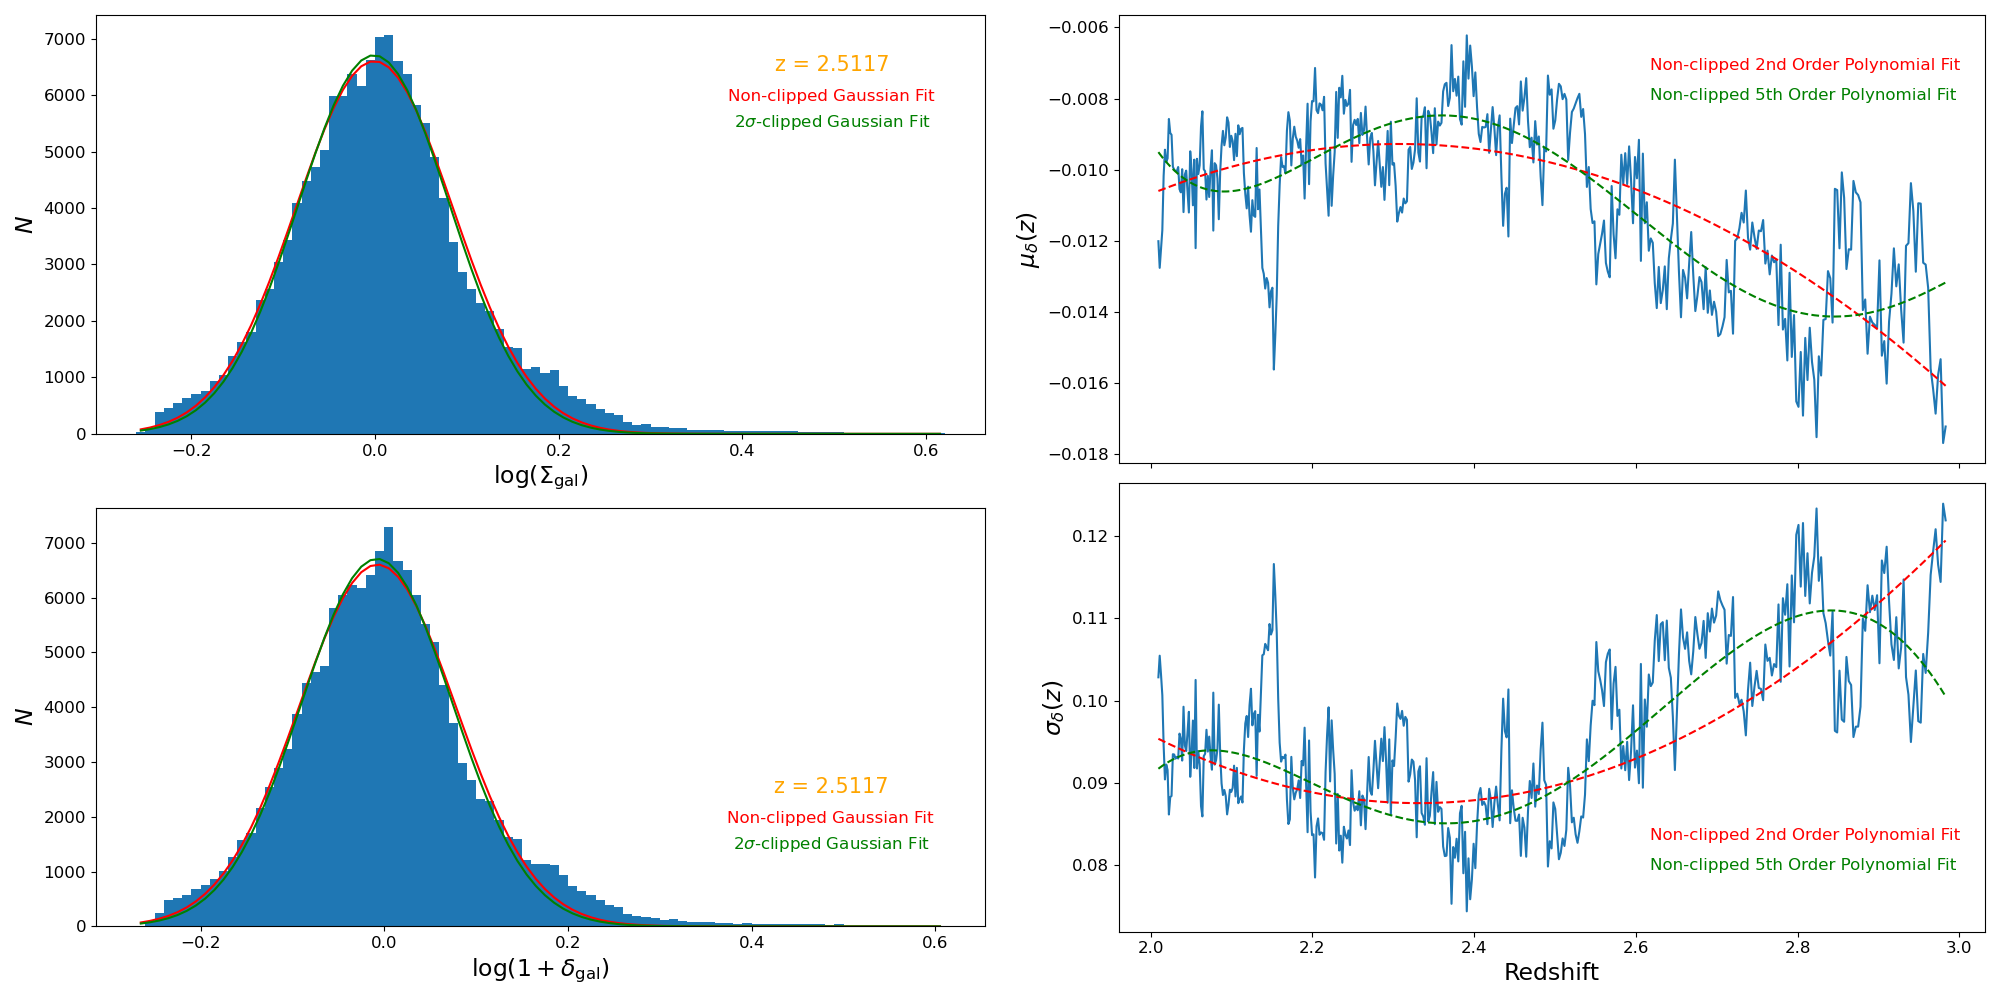 7000
6000
5000
4000
3000
2000
1000
0
N
z = 2.5117
Non-clipped Gaussian Fit
2σ-clipped Gaussian Fit
−0.2
0.0
0.2
0.4
0.6
log(Σgal)
7000
6000
5000
4000
3000
2000
1000
0
N
z = 2.5117
Non-clipped Gaussian Fit
2σ-clipped Gaussian Fit
−0.2
0.0
0.2
0.4
0.6
log(1 + δgal)
−0.006
−0.008
−0.010
−0.012
−0.014
−0.016
−0.018
μδ(z)
Non-clipped 2nd Order Polynomial Fit
Non-clipped 5th Order Polynomial Fit
0.12
0.11
0.10
0.09
0.08
σδ(z)
Non-clipped 2nd Order Polynomial Fit
Non-clipped 5th Order Polynomial Fit
2.0
2.2
2.4
2.6
2.8
3.0
Redshift